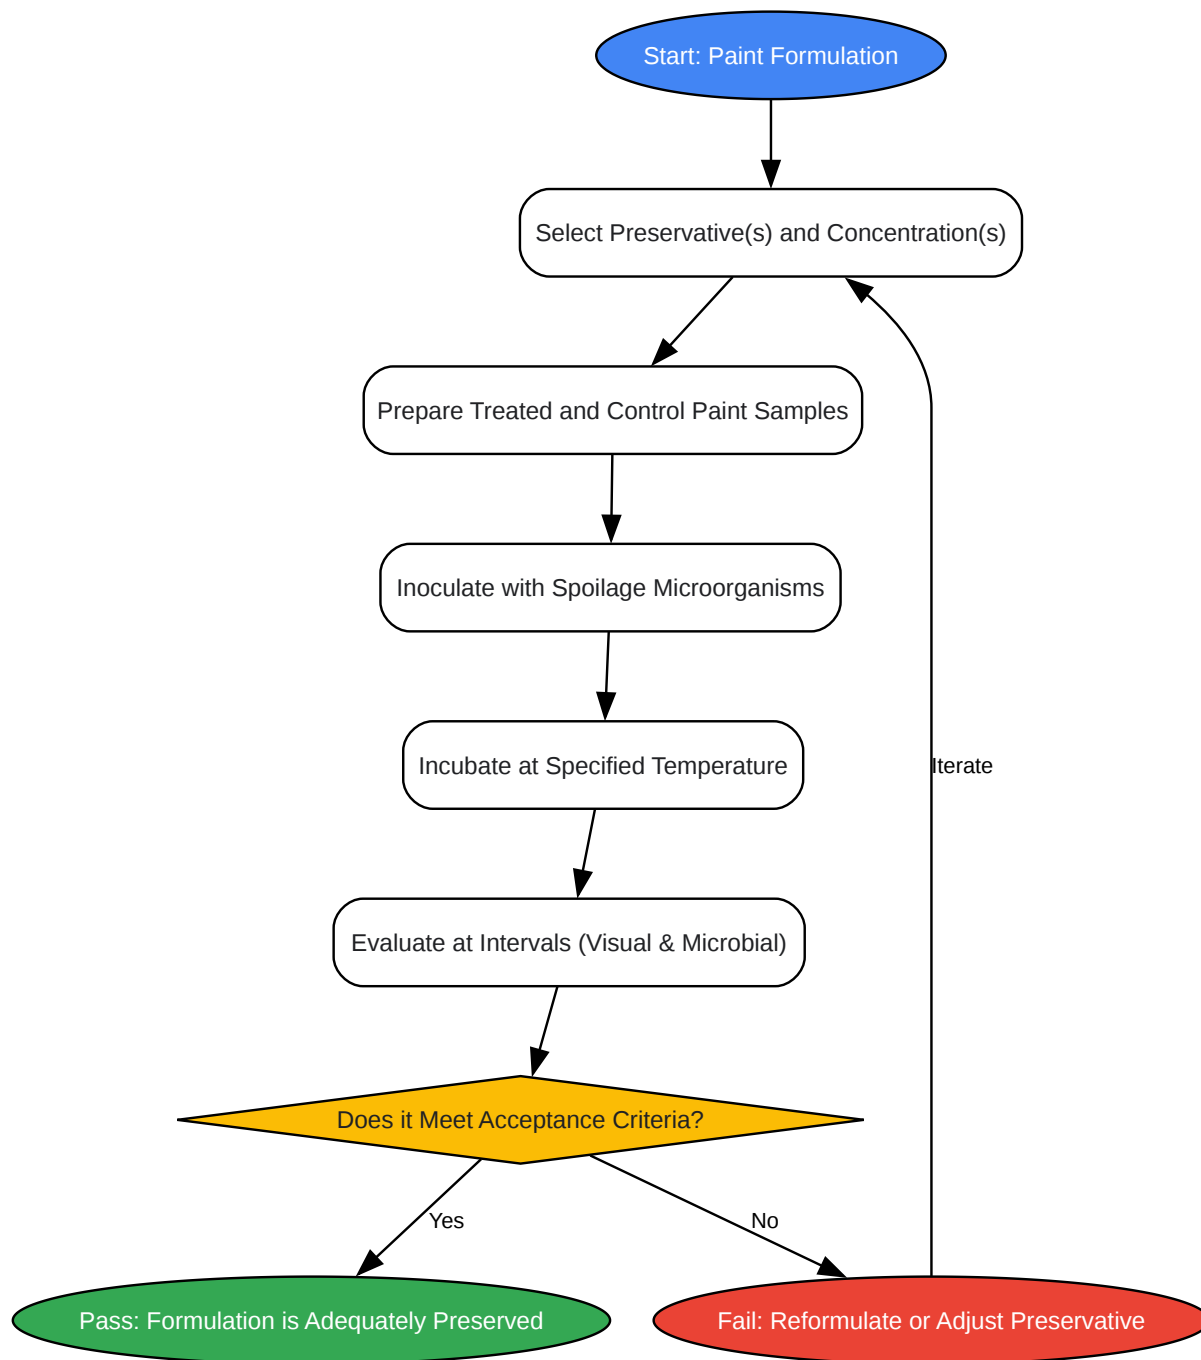 Start: Paint Formulation
Select Preservative(s) and Concentration(s)
Prepare Treated and Control Paint Samples
Inoculate with Spoilage Microorganisms
Incubate at Specified Temperature
Iterate
Evaluate at Intervals (Visual & Microbial)
Does it Meet Acceptance Criteria?
Yes
No
Pass: Formulation is Adequately Preserved
Fail: Reformulate or Adjust Preservative